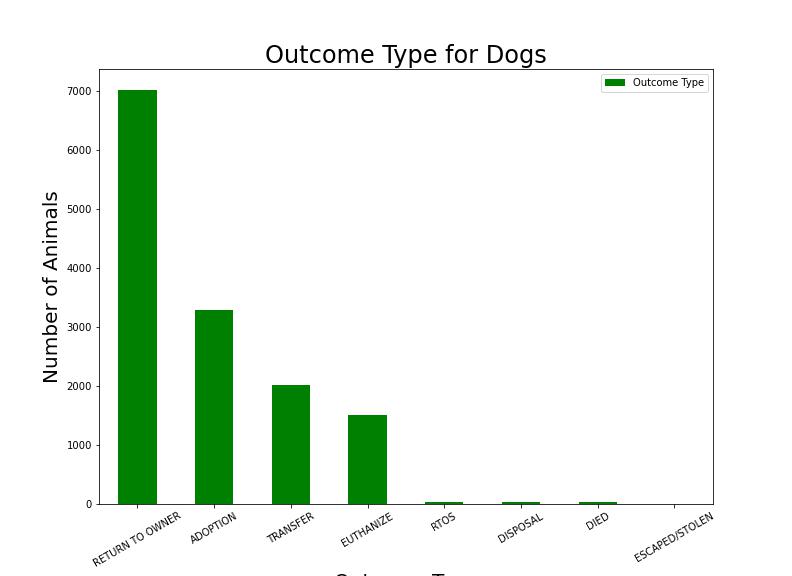 Outcome Type for Dogs
Outcome Type
Number of Animals
7000
6000
5000
4000
3000
2000
1000
0
RETURN TO OWNER
ADOPTION
TRANSFER
EUTHANIZE
RTOS
DISPOSAL
DIED
ESCAPED/STOLEN